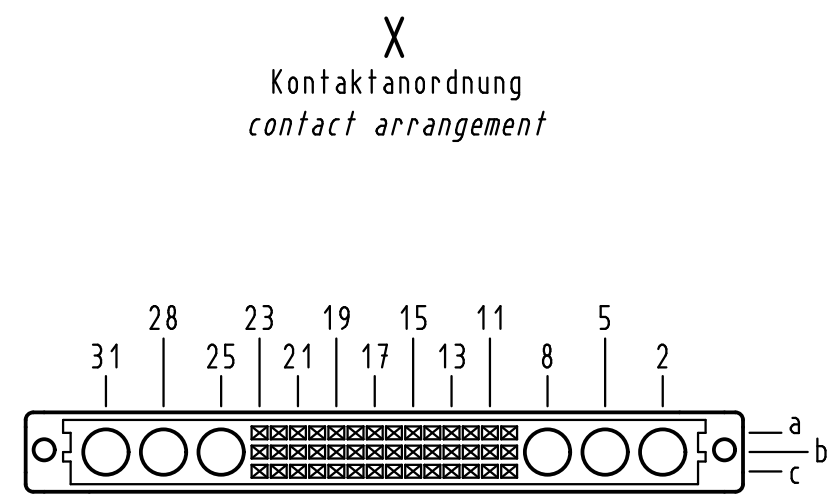 X
Kontaktanordnung
contact arrangement
28 23 19 15 11 5
31 25 21 17 13 8 2
a
b
c